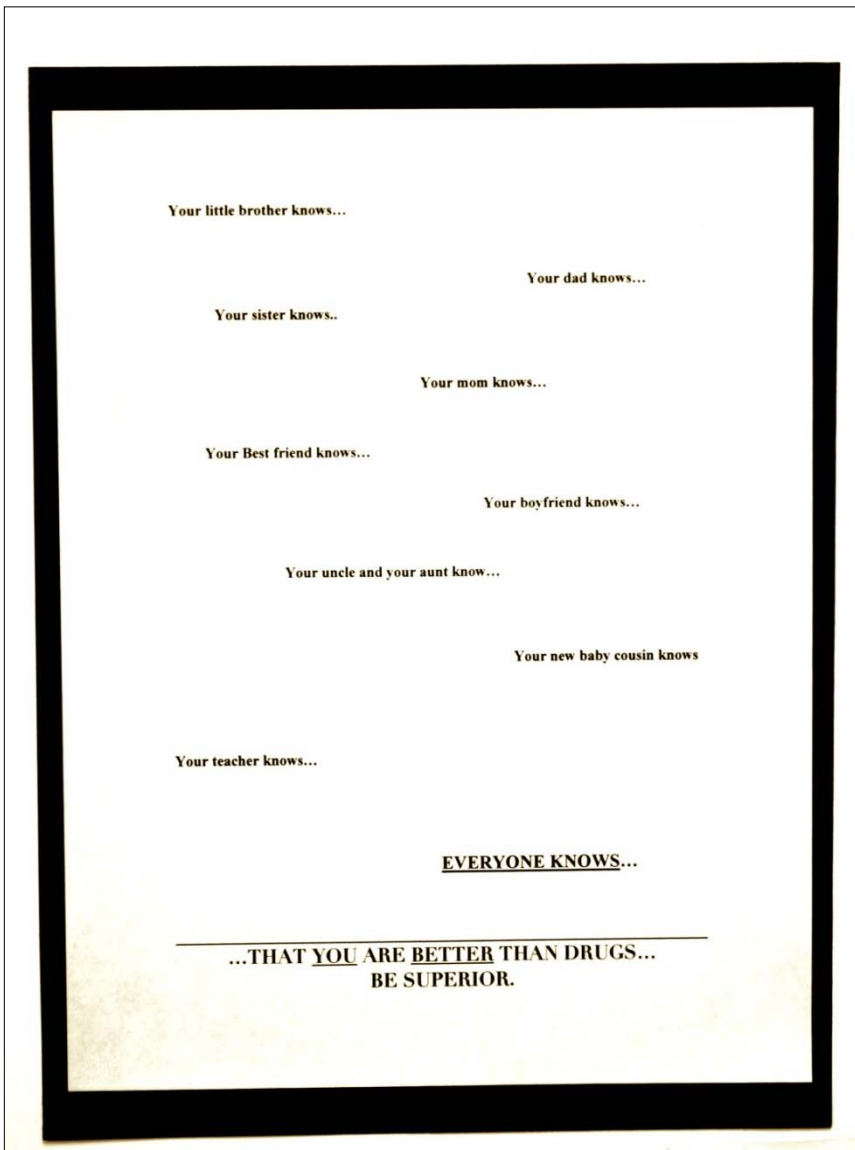 Your little brother knows...
Your dad knows...
Your sister knows..
Your mom knows...
Your Best friend knows...
Your boyfriend knows...
Your uncle and your aunt know...
Your new baby cousin knows
Your teacher knows...
EVERYONE KNOWS...
...THAT YOU ARE BETTER THAN DRUGS...
BE SUPERIOR.